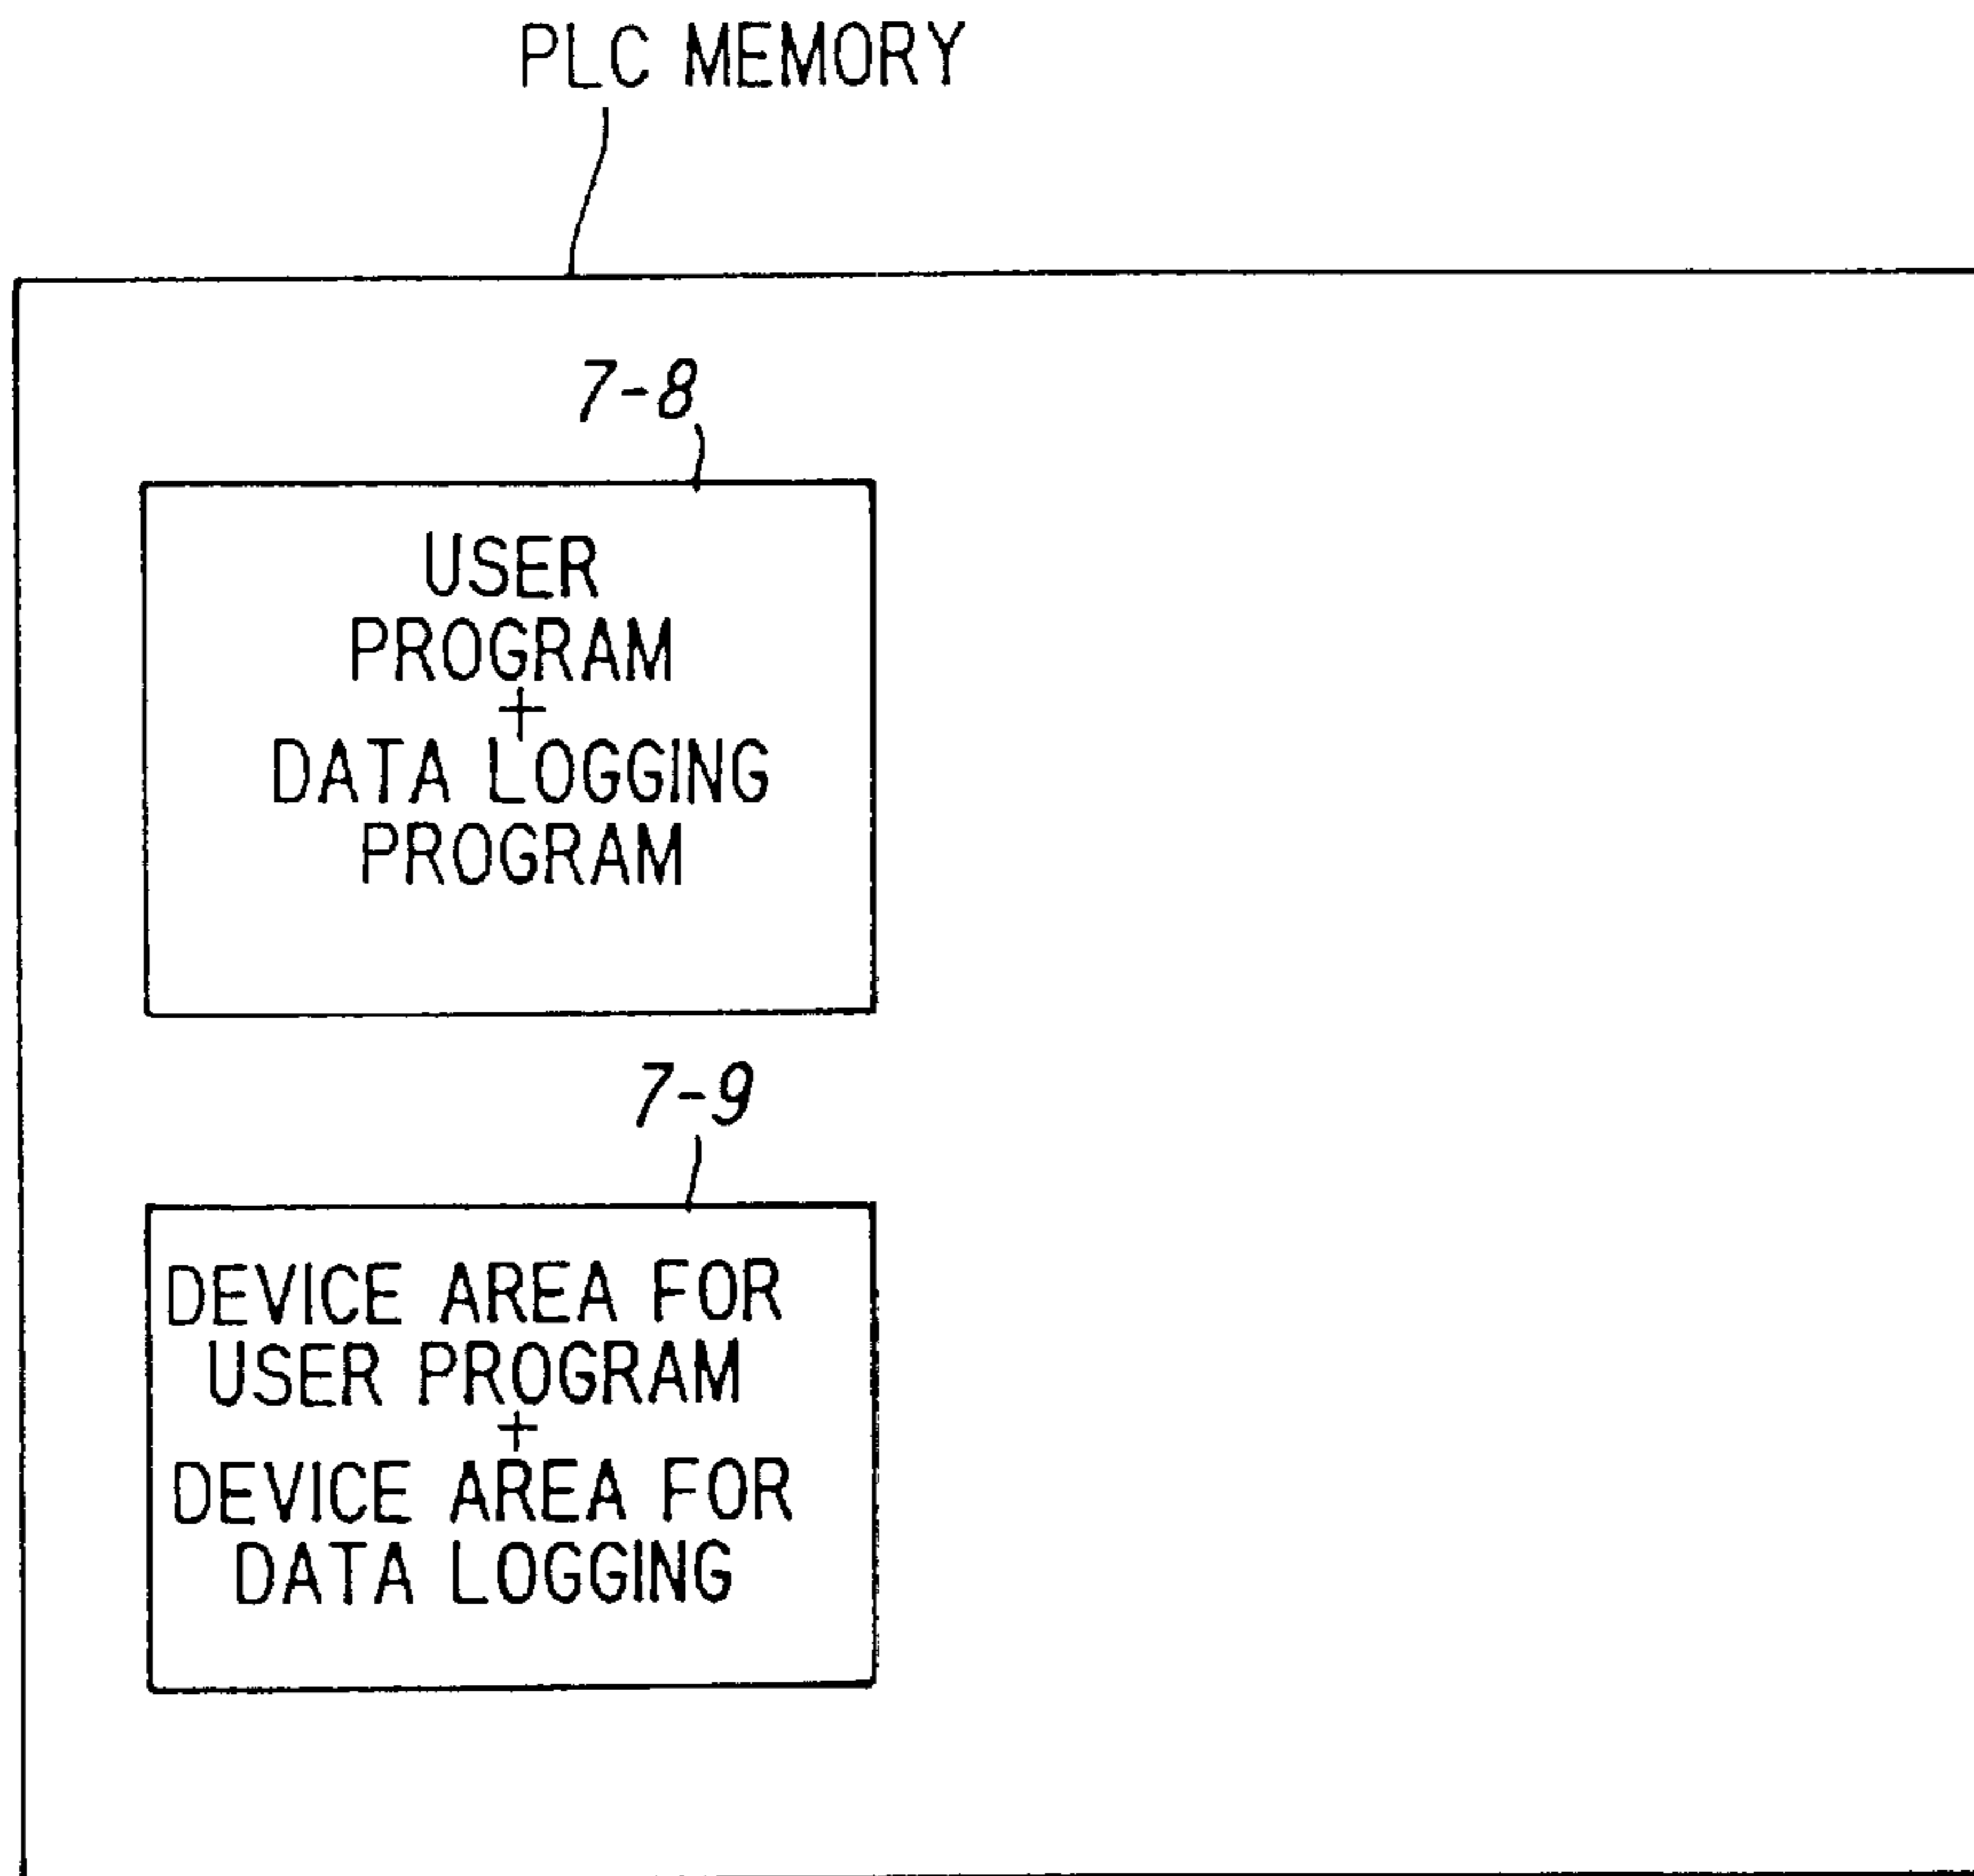 PLC MEMORY
7-8
USER
PROGRAM
+
DATA LOGGING
PROGRAM
7-9
DEVICE AREA FOR
USER PROGRAM
+
DEVICE AREA FOR
DATA LOGGING